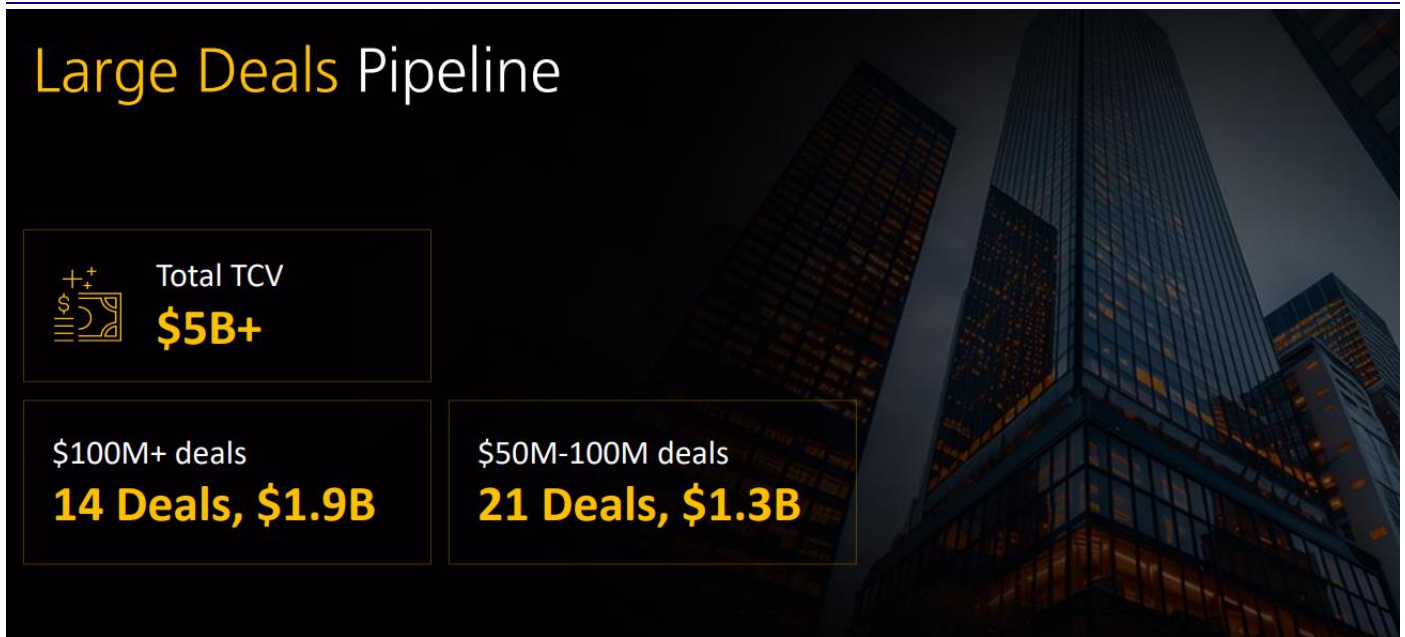 Large Deals Pipeline
Total TCV
$5B+
$100M+ deals
14 Deals, $1.9B
$50M-100M deals
21 Deals, $1.3B